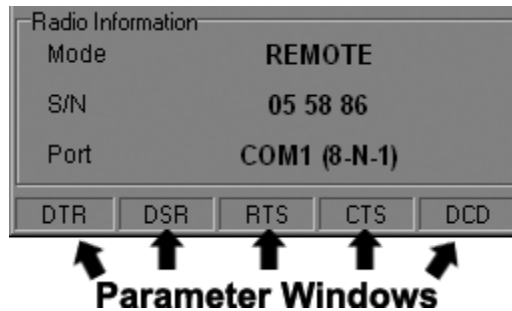 Radio Information
Mode REMOTE
S/N 05 58 86
Port COM1 (8-N-1)
DTR DSR RTS CTS DCD
Parameter Windows